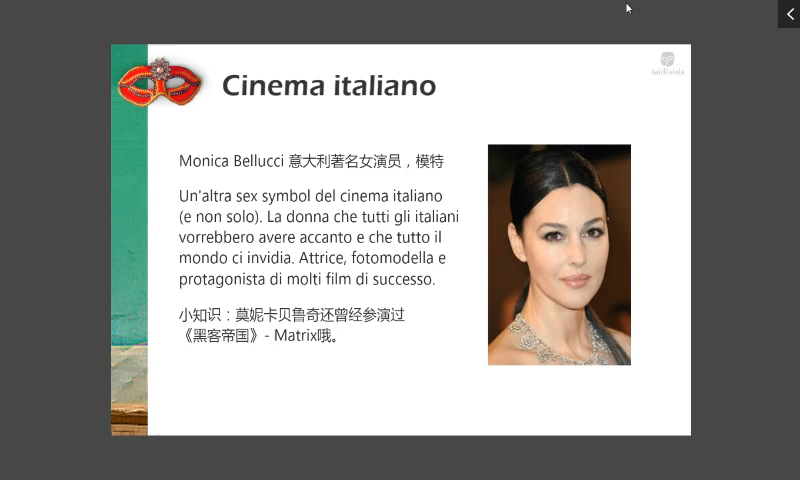 Cinema italiano
Monica Bellucci 意大利著名女演员，模特
Un'altra sex symbol del cinema italiano
(e non solo). La donna che tutti gli italiani
vorrebbero avere accanto e che tutto il
mondo ci invidia. Attrice, fotomodella e
protagonista di molti film di successo.
小知识：莫妮卡贝鲁奇还曾经参演过
《黑客帝国》- Matrix哦。